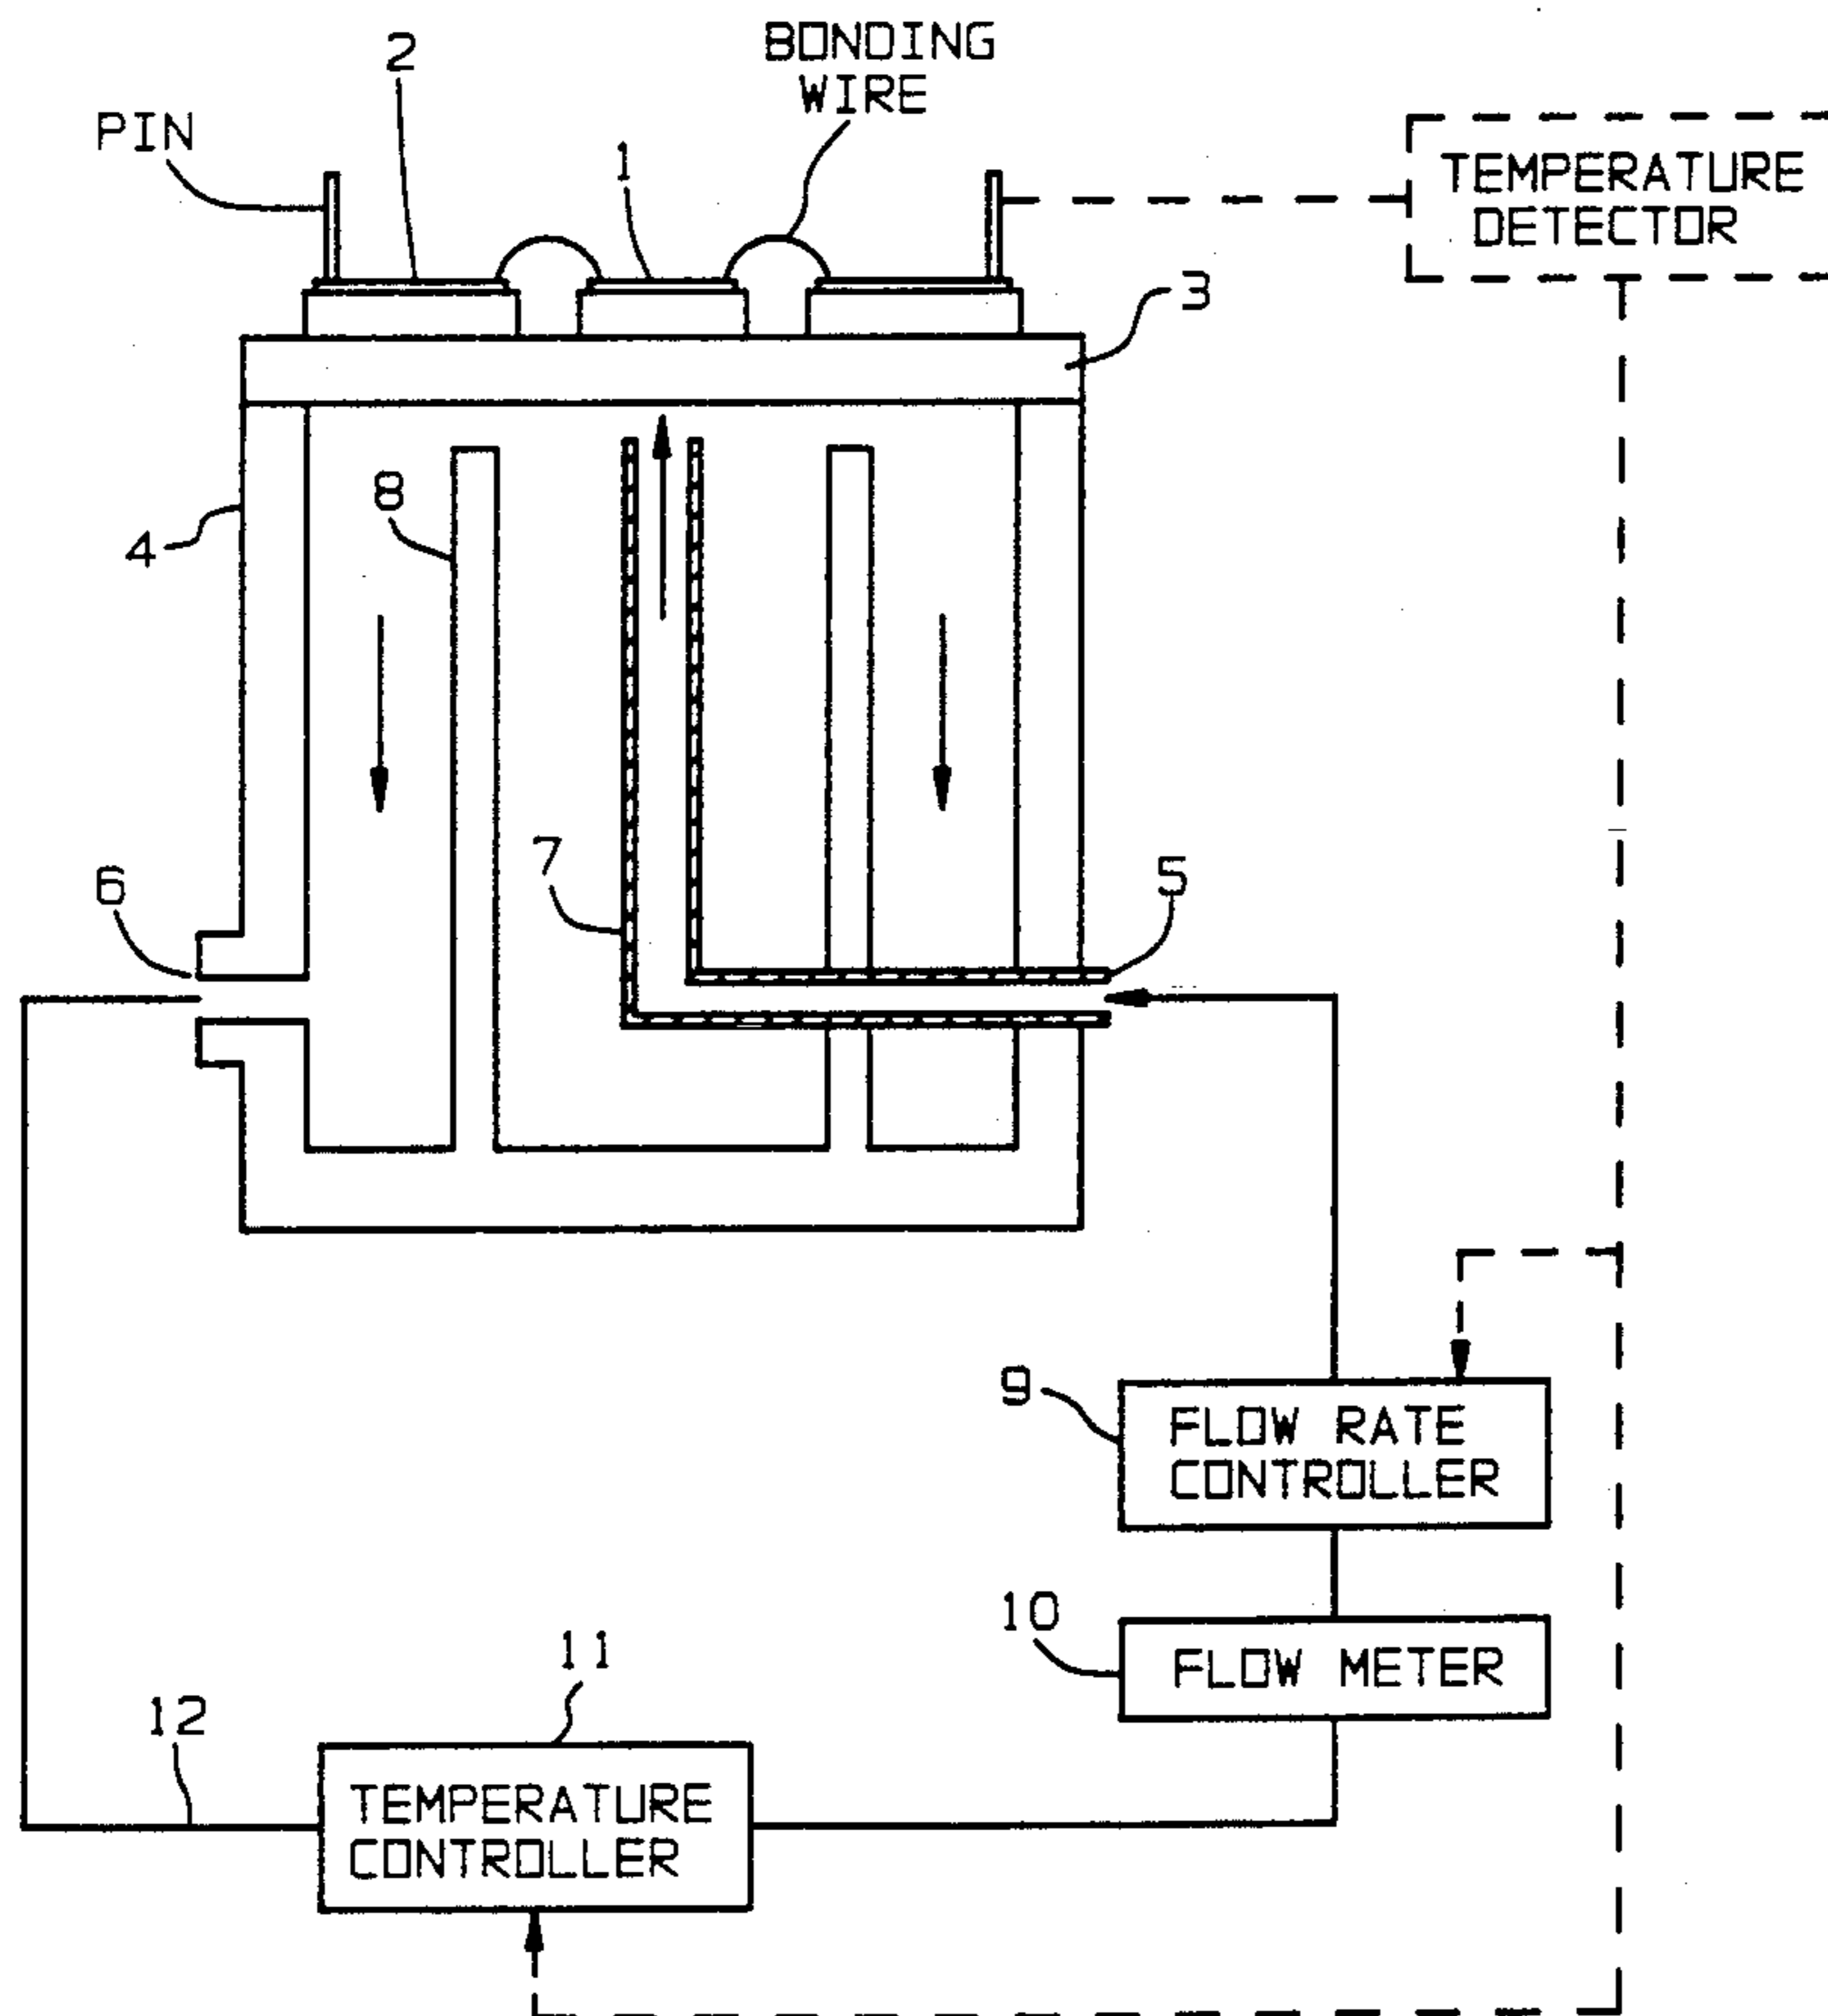 2
BONDING
WIRE
PIN
1
TEMPERATURE
DETECTOR
3
8
4
7
5
6
9
FLOW RATE
CONTROLLER
10
FLOW METER
11
12
TEMPERATURE
CONTROLLER